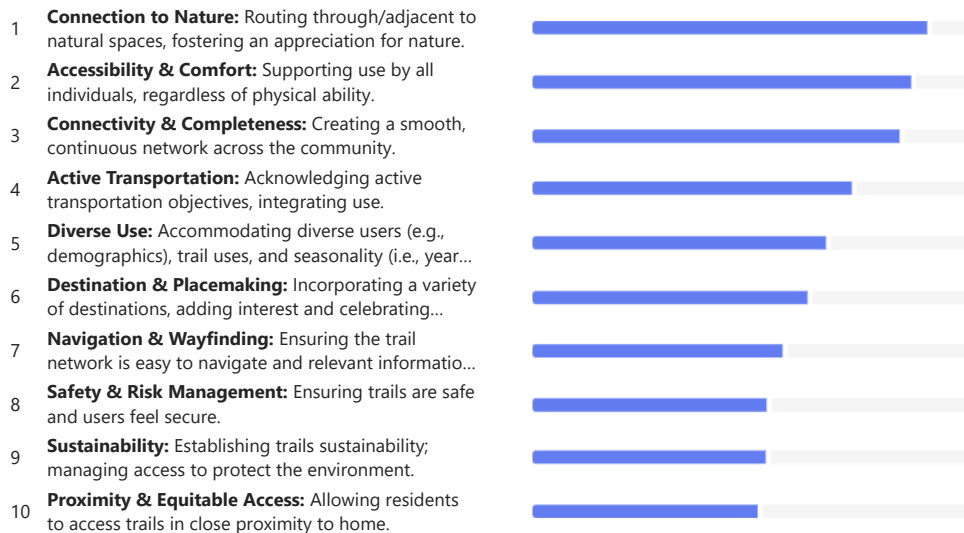 1 Connection to Nature: Routing through/adjacent to
natural spaces, fostering an appreciation for nature.
2 Accessibility & Comfort: Supporting use by all
individuals, regardless of physical ability.
3 Connectivity & Completeness: Creating a smooth,
continuous network across the community.
4 Active Transportation: Acknowledging active
transportation objectives, integrating use.
5 Diverse Use: Accommodating diverse users (e.g.,
demographics), trail uses, and seasonality (i.e., year...
6 Destination & Placemaking: Incorporating a variety
of destinations, adding interest and celebrating...
7 Navigation & Wayfinding: Ensuring the trail
network is easy to navigate and relevant informatio...
8 Safety & Risk Management: Ensuring trails are safe
and users feel secure.
9 Sustainability: Establishing trails sustainability;
managing access to protect the environment.
10 Proximity & Equitable Access: Allowing residents
to access trails in close proximity to home.